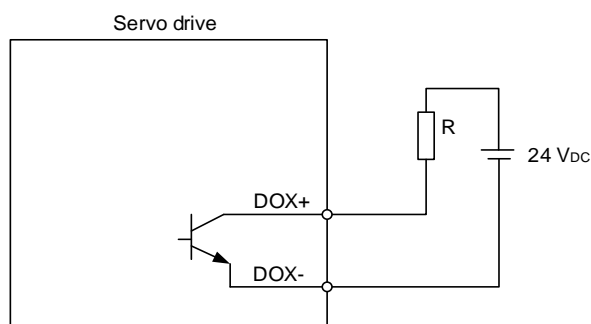 Servo drive
R
24 VDC
DOX+
DOX-